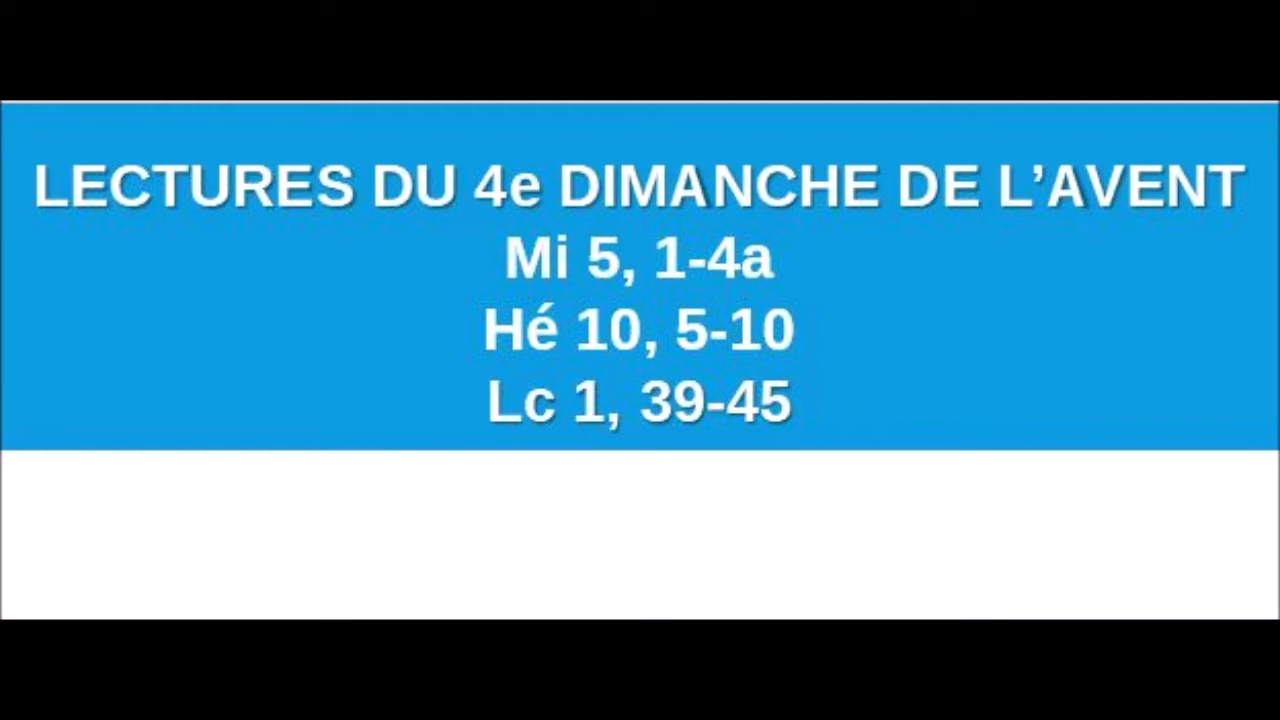 LECTURES DU 4e DIMANCHE DE L’AVENT
Mi 5, 1-4a
Hé 10, 5-10
Lc 1, 39-45